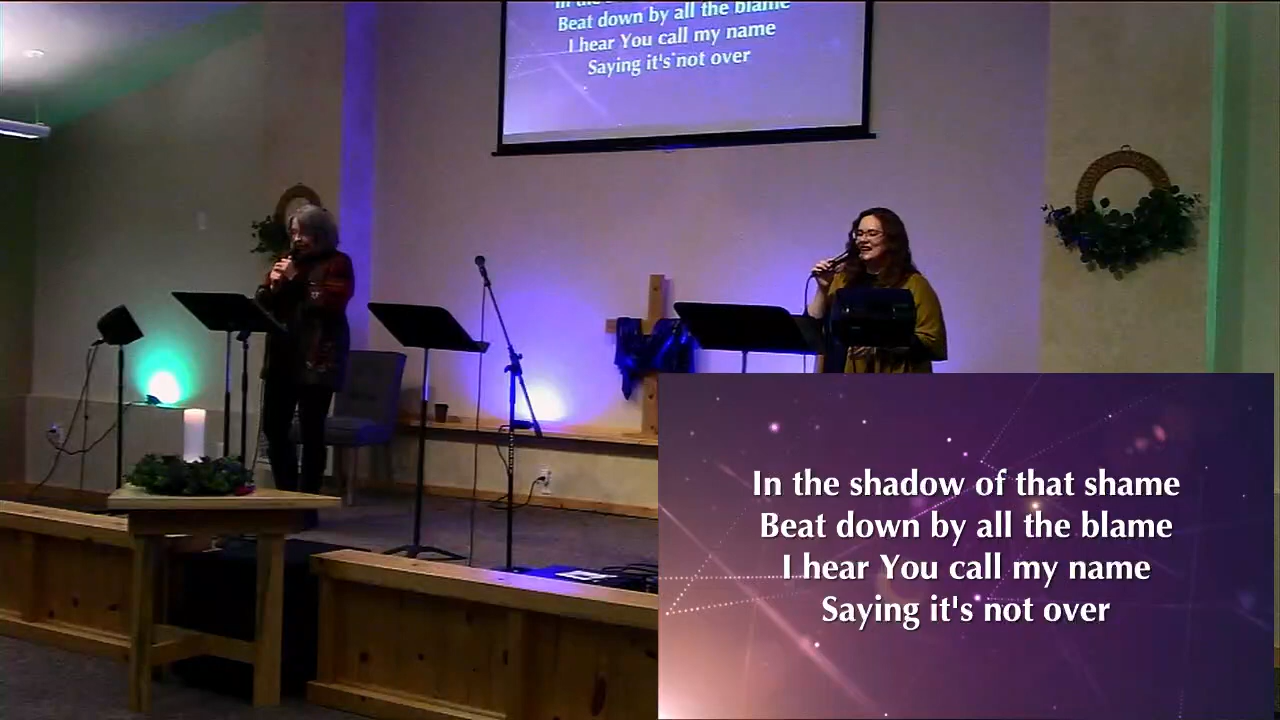 Beat down by all the blame
I hear You call my name
Saying it's not over
In the shadow of that shame
Beat down by all the blame
I hear You call my name
Saying it's not over